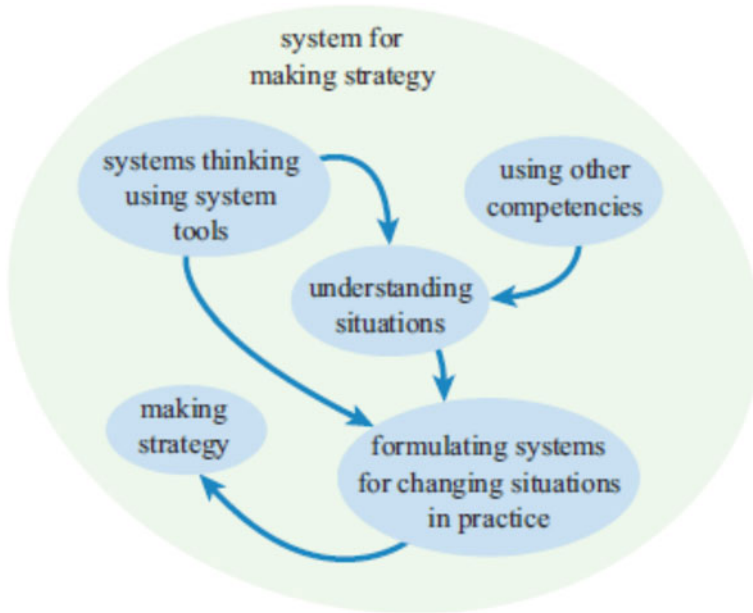 system for
making strategy
systems thinking
using system
tools
using other
competencies
understanding
situations
making
strategy
formulating systems
for changing situations
in practice